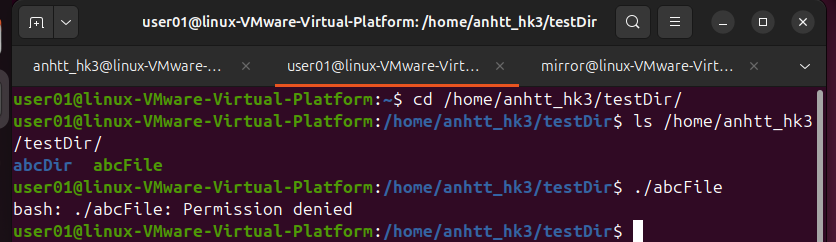 user01@linux-VMware-Virtual-Platform: /home/anhtt_hk3/testDir
anhtt_hk3@linux-VMware-... × user01@linux-VMware-Virt... × mirror@linux-VMware-Virt... ×
user01@linux-VMware-Virtual-Platform:~$ cd /home/anhtt_hk3/testDir/
user01@linux-VMware-Virtual-Platform:/home/anhtt_hk3/testDir$ ls /home/anhtt_hk3
/testDir/
abcDir  abcFile
user01@linux-VMware-Virtual-Platform:/home/anhtt_hk3/testDir$ ./abcFile
bash: ./abcFile: Permission denied
user01@linux-VMware-Virtual-Platform:/home/anhtt_hk3/testDir$